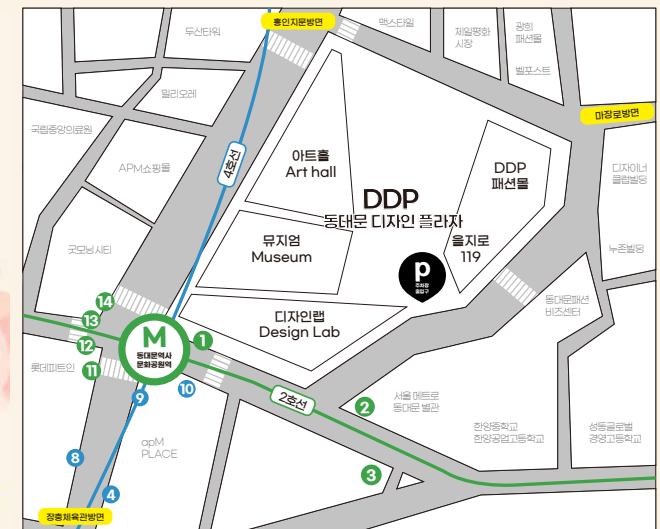 흥인지문방면
맥스타일
두산타워
제일평화
시장
광희
패션몰
벨포스트
밀리오레
마장로방면
국립중앙의료원
4호선
아트홀
Art hall
APM쇼핑몰
DDP
패션몰
디자이너
클럽빌딩
DDP
동대문 디자인 플라자
뮤지엄
Museum
을지로
119
굿모닝시티
누존빌딩
P
주차장
출입구
동대문패션
비즈센터
14
13
12
11
디자인랩
Design Lab
M
동대문역사
문화공원역
1
롯데피트인
10
9
2호선
2
서울 메트로
동대문 별관
한양중학교
한양공업고등학교
성동글로벌
경영고등학교
apM
PLACE
8
3
4
장충체육관방면